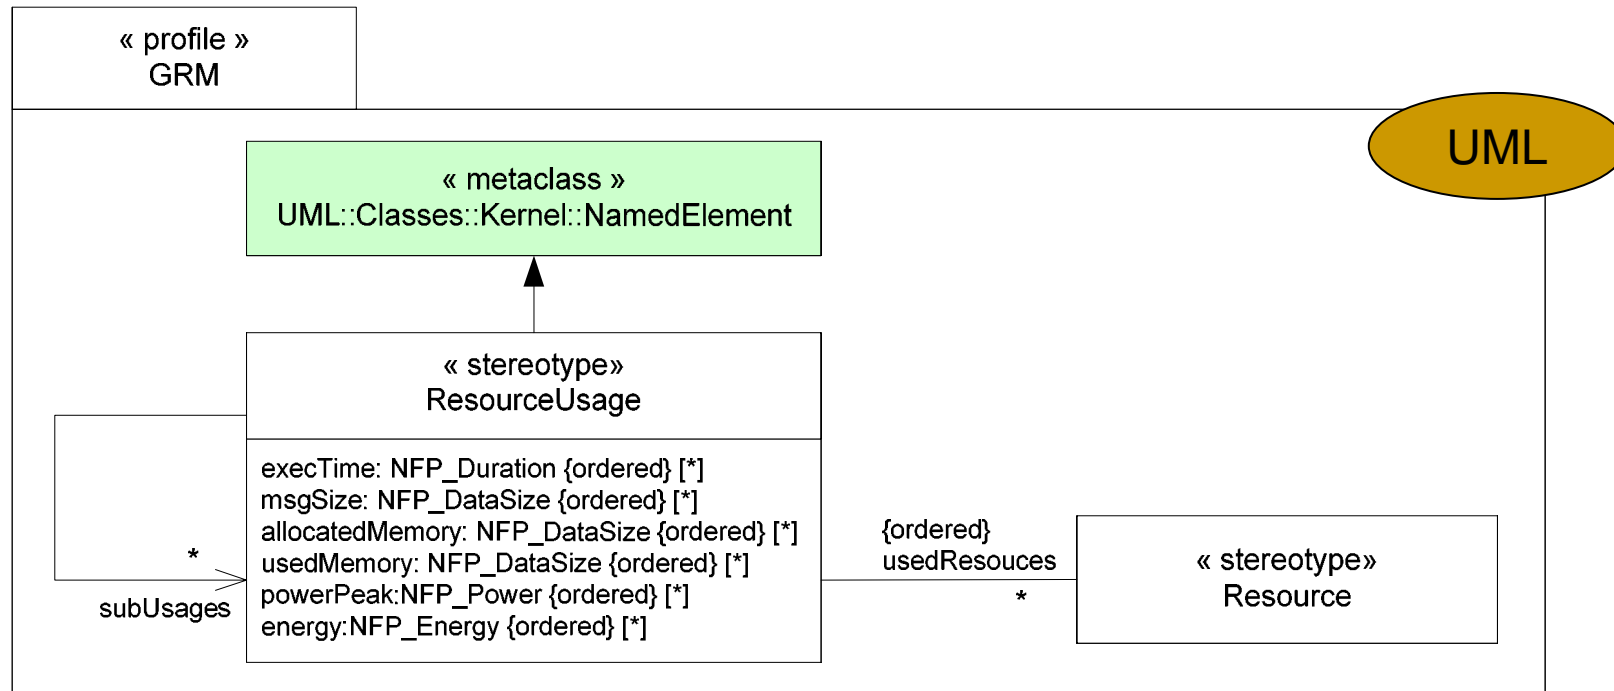 « profile »
GRM
UML
« metaclass »
UML::Classes::Kernel::NamedElement
« stereotype»
ResourceUsage
execTime: NFP_Duration {ordered} [*]
msgSize: NFP_DataSize {ordered} [*]
allocatedMemory: NFP_DataSize {ordered} [*]
usedMemory: NFP_DataSize {ordered} [*]
powerPeak:NFP_Power {ordered} [*]
energy:NFP_Energy {ordered} [*]
*
subUsages
{ordered}
usedResouces
*
« stereotype»
Resource